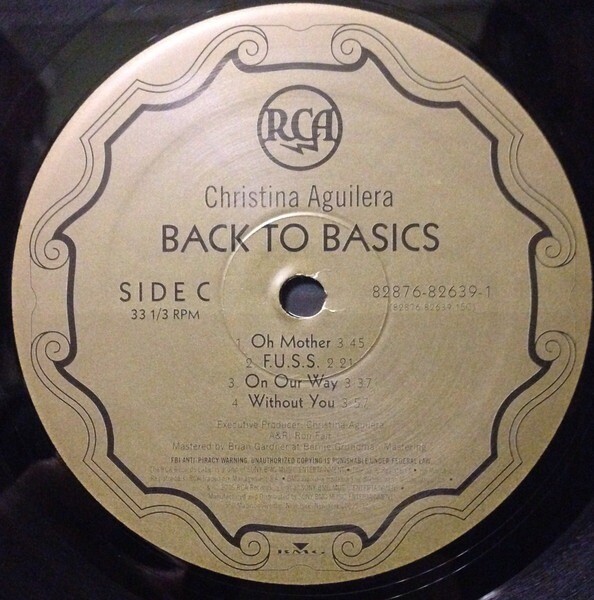 RCA
Christina Aguilera
BACK TO BASICS
SIDE C
33 1/3 RPM
82876-82639-1
1. Oh Mother 3:45
2. F.U.S.S. 2:21
3. On Our Way 3:37
4. Without You 3:57
Executive Producer: Christina Aguilera
A&R: Ron Fair
Mastered by Brian Gardner at Bernie Grundman Mastering
FBI ANTI-PIRACY WARNING: UNAUTHORIZED COPYING IS PUNISHABLE UNDER FEDERAL LAW.
BMG